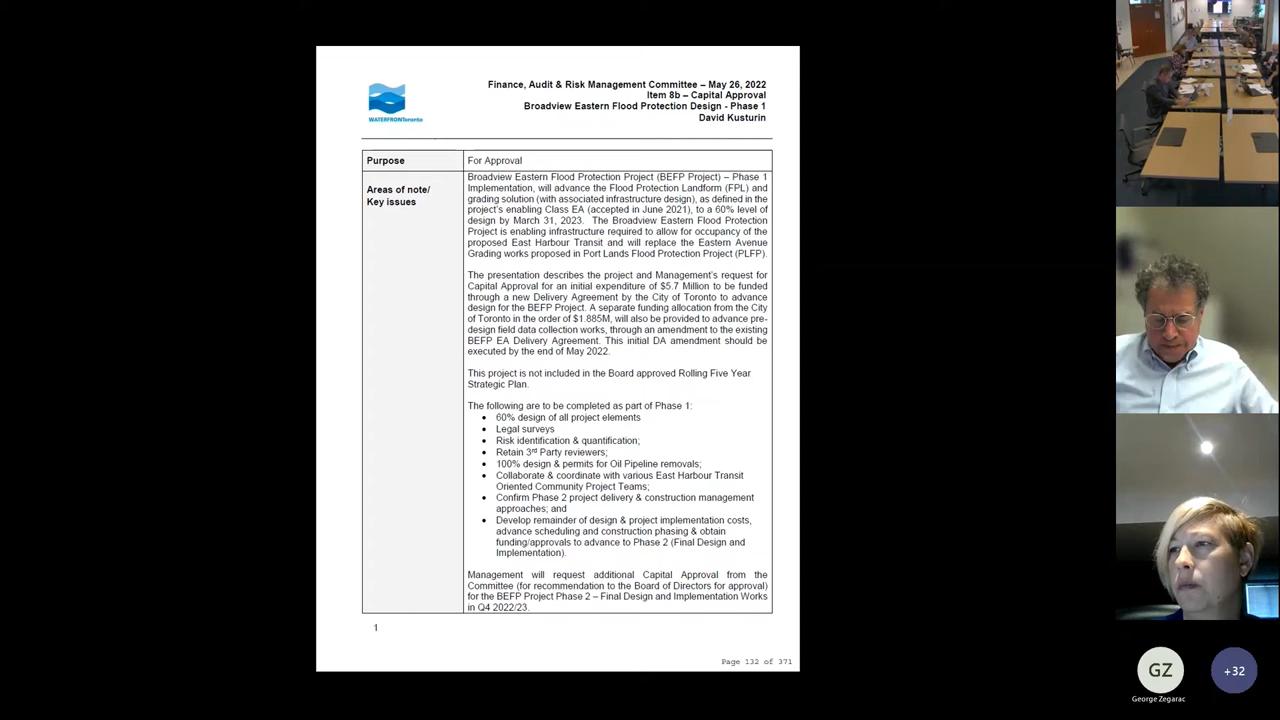 Finance, Audit & Risk Management Committee – May 26, 2022
Item 8b – Capital Approval
Broadview Eastern Flood Protection Design - Phase 1
David Kusturin
WATERFRONToronto
Purpose
For Approval
Areas of note/
Key issues
Broadview Eastern Flood Protection Project (BEFP Project) – Phase 1
Implementation, will advance the Flood Protection Landform (FPL) and
grading solution (with associated infrastructure design), as defined in the
project's enabling Class EA (accepted in June 2021), to a 60% level of
design by March 31, 2023. The Broadview Eastern Flood Protection
Project is enabling infrastructure required to allow for occupancy of the
proposed East Harbour Transit and will replace the Eastern Avenue
Grading works proposed in Port Lands Flood Protection Project (PLFP).
The presentation describes the project and Management's request for
Capital Approval for an initial expenditure of $5.7 Million to be funded
through a new Delivery Agreement by the City of Toronto to advance
design for the BEFP Project. A separate funding allocation from the City
of Toronto in the order of $1.885M, will also be provided to advance pre-
design field data collection works, through an amendment to the existing
BEFP EA Delivery Agreement. This initial DA amendment should be
executed by the end of May 2022.
This project is not included in the Board approved Rolling Five Year
Strategic Plan.
The following are to be completed as part of Phase 1:
• 60% design of all project elements
• Legal surveys
• Risk identification & quantification;
• Retain 3rd Party reviewers;
• 100% design & permits for Oil Pipeline removals;
• Collaborate & coordinate with various East Harbour Transit
Oriented Community Project Teams;
• Confirm Phase 2 project delivery & construction management
approaches; and
• Develop remainder of design & project implementation costs,
advance scheduling and construction phasing & obtain
funding/approvals to advance to Phase 2 (Final Design and
Implementation).
Management will request additional Capital Approval from the
Committee (for recommendation to the Board of Directors for approval)
for the BEFP Project Phase 2 – Final Design and Implementation Works
in Q4 2022/23.
1
Page 132 of 371
GZ
George Zegarac
+32